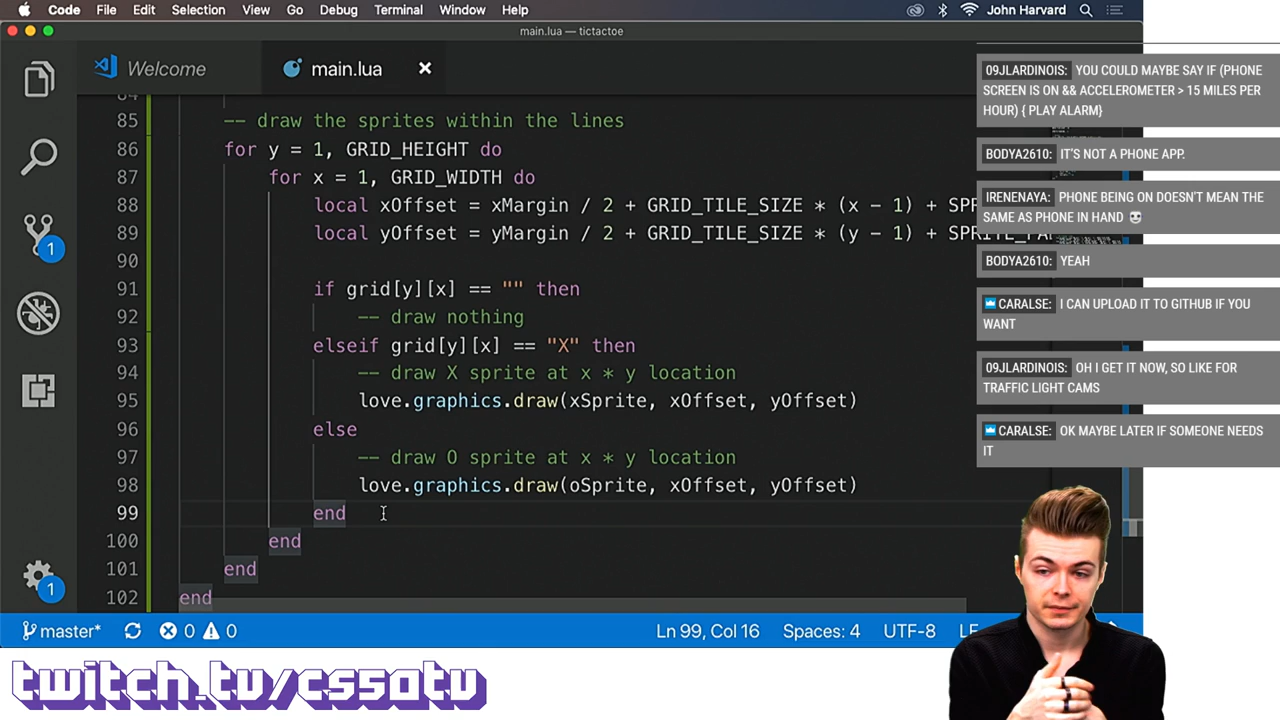 Code File Edit Selection View Go Debug Terminal Window Help John Harvard
main.lua — tictactoe
Welcome main.lua
85 -- draw the sprites within the lines
86 for y = 1, GRID_HEIGHT do
87 for x = 1, GRID_WIDTH do
88 local xOffset = xMargin / 2 + GRID_TILE_SIZE * (x - 1) +
89 local yOffset = yMargin / 2 + GRID_TILE_SIZE * (y - 1) +
90
91 if grid[y][x] == "" then
92 -- draw nothing
93 elseif grid[y][x] == "X" then
94 -- draw X sprite at x * y location
95 love.graphics.draw(xSprite, xOffset, yOffset)
96 else
97 -- draw O sprite at x * y location
98 love.graphics.draw(oSprite, xOffset, yOffset)
99 end
100 end
101 end
102 end
1
1
master* 0 0 Ln 99, Col 16 Spaces: 4 UTF-8
09JLARDINOIS: YOU COULD MAYBE SAY IF (PHONE
SCREEN IS ON && ACCELEROMETER > 15 MILES PER
HOUR) { PLAY ALARM}
BODYA2610: IT'S NOT A PHONE APP.
IRENENAYA: PHONE BEING ON DOESN'T MEAN THE
SAME AS PHONE IN HAND
BODYA2610: YEAH
CARALSE: I CAN UPLOAD IT TO GITHUB IF YOU
WANT
09JLARDINOIS: OH I GET IT NOW, SO LIKE FOR
TRAFFIC LIGHT CAMS
CARALSE: OK MAYBE LATER IF SOMEONE NEEDS
IT
twitch.tv/cs50tv